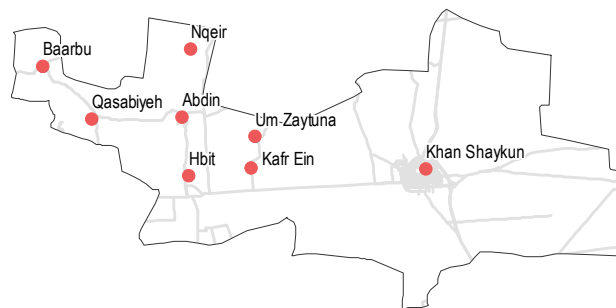 Nqeir
Baarbu
Qasabiyeh
Abdin
Um-Zaytuna
Khan Shaykun
Hbit
Kafr Ein